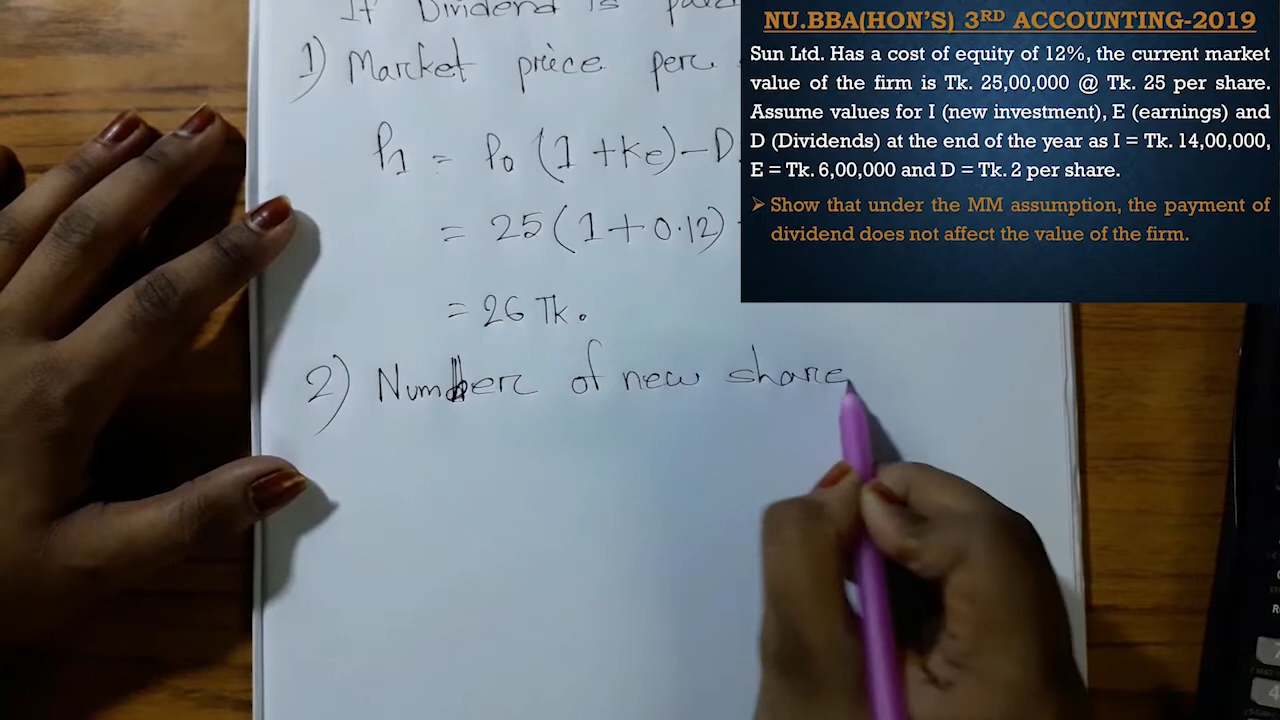 If Dividend is
1) Market price per
P₁ = P₀ (1 + Ke) – D
= 25 (1 + 0.12)
= 26 Tk.
2) Number of new share
NU.BBA(HON'S) 3RD ACCOUNTING-2019
Sun Ltd. Has a cost of equity of 12%, the current market
value of the firm is Tk. 25,00,000 @ Tk. 25 per share.
Assume values for I (new investment), E (earnings) and
D (Dividends) at the end of the year as I = Tk. 14,00,000,
E = Tk. 6,00,000 and D = Tk. 2 per share.
➢ Show that under the MM assumption, the payment of
dividend does not affect the value of the firm.